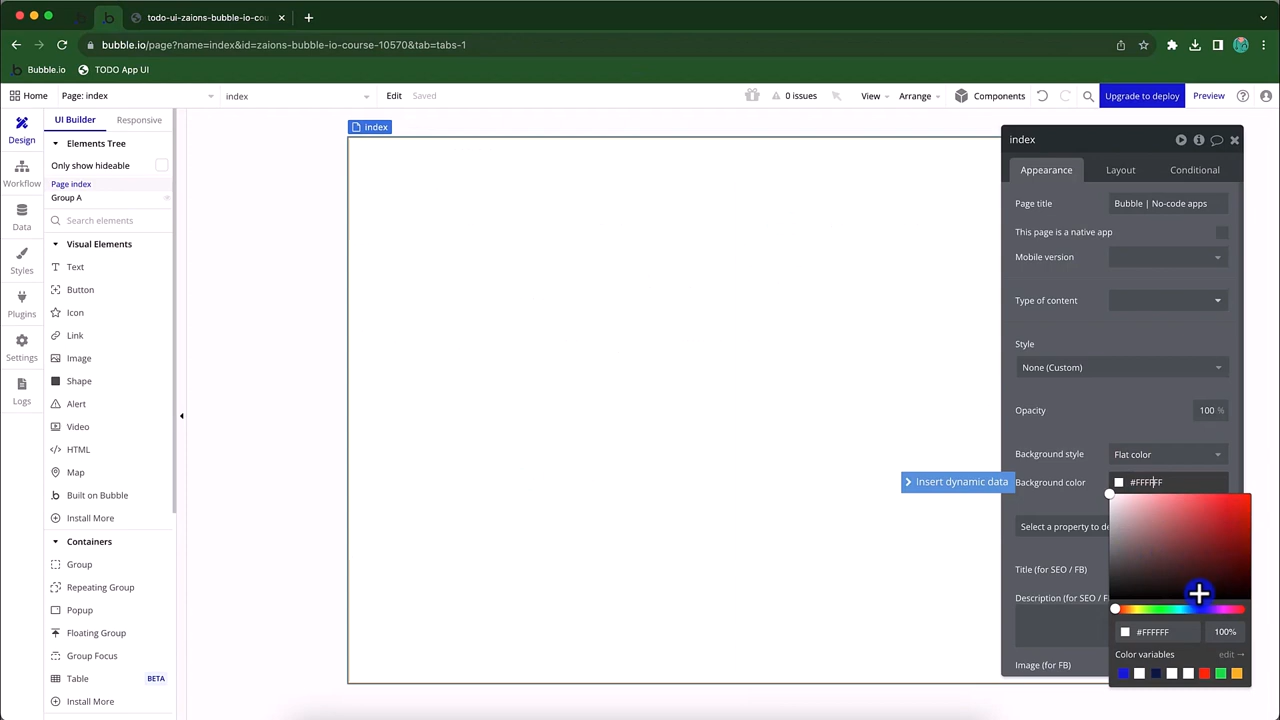 todo-ui-zaions-bubble-io-cou
bubble.io/page?name=index&id=zaions-bubble-io-course-10570&tab=tabs-1
Bubble.io
TODO App UI
Home
Page: index
index
Edit
Saved
0 issues
View
Arrange
Components
Upgrade to deploy
Preview
Design
Workflow
Data
Styles
Plugins
Settings
Logs
UI Builder
Responsive
Elements Tree
Only show hideable
Page index
Group A
Search elements
Visual Elements
Text
Button
Icon
Link
Image
Shape
Alert
Video
</> HTML
Map
Built on Bubble
Install More
Containers
Group
Repeating Group
Popup
Floating Group
Group Focus
Table BETA
Install More
index
index
Appearance
Layout
Conditional
Page title Bubble | No-code apps
This page is a native app
Mobile version
Type of content
Style
None (Custom)
Opacity 100 %
Background style Flat color
Insert dynamic data
Background color #FFFFFF
Select a property to de
Title (for SEO / FB)
Description (for SEO / F
Image (for FB)
#FFFFFF 100%
Color variables edit →